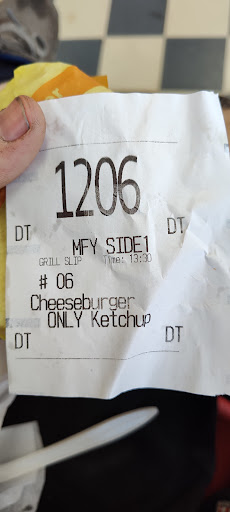 1206
DT DT
MFY SIDE1
GRILL SLIP Time: 13:30
# 06
Cheeseburger
ONLY Ketchup
DT DT